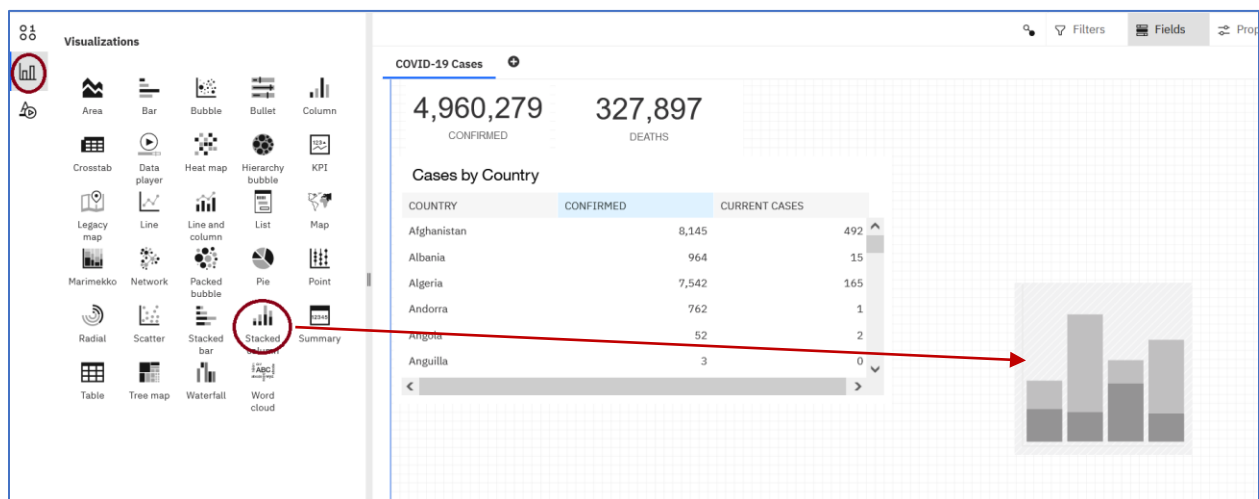 Visualizations
Area Bar Bubble Bullet Column
Crosstab Data player Heat map Hierarchy bubble KPI
Legacy map Line Line and column List Map
Marimekko Network Packed bubble Pie Point
Radial Scatter Stacked bar Stacked column Summary
Table Tree map Waterfall Word cloud
Filters Fields Prop
COVID-19 Cases
4,960,279 327,897
CONFIRMED DEATHS
Cases by Country
COUNTRY CONFIRMED CURRENT CASES
Afghanistan 8,145 492
Albania 964 15
Algeria 7,542 165
Andorra 762 1
Angola 52 2
Anguilla 3 0